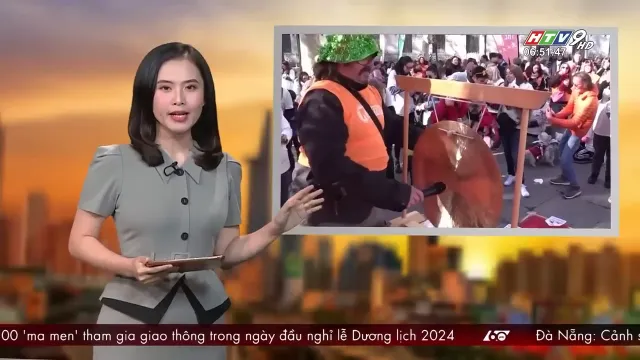 HTV9 HD
06:51:47
00 'ma men' tham gia giao thông trong ngày đầu nghỉ lễ Dương lịch 2024
60
Đà Nẵng: Cảnh s